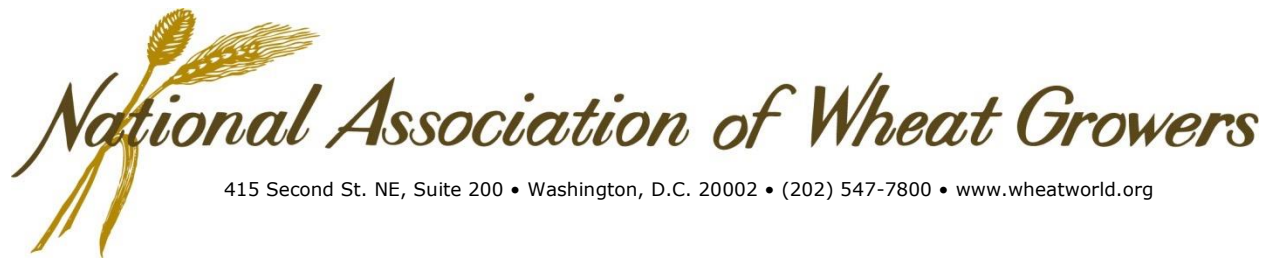 National Association of Wheat Growers
415 Second St. NE, Suite 200 • Washington, D.C. 20002 • (202) 547-7800 • www.wheatworld.org